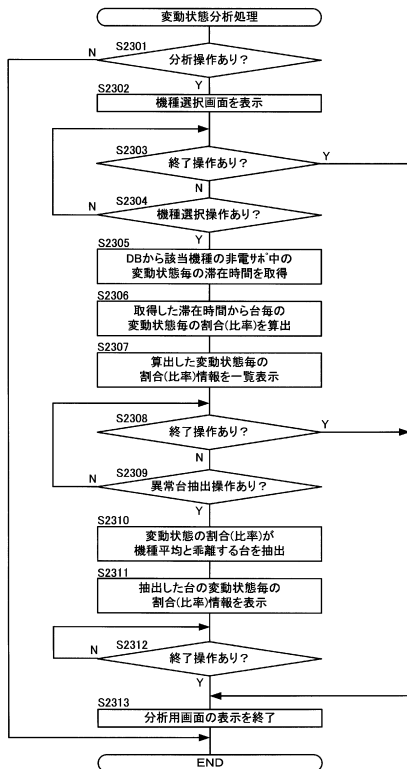 変動状態分析処理
S2301
N
分析操作あり?
Y
S2302
機種選択画面を表示
S2303
終了操作あり?
Y
N
S2304
N
機種選択操作あり?
Y
S2305
DBから該当機種の非電サポ中の
変動状態毎の滞在時間を取得
S2306
取得した滞在時間から台毎の
変動状態毎の割合(比率)を算出
S2307
算出した変動状態毎の
割合(比率)情報を一覧表示
S2308
終了操作あり?
Y
N
S2309
N
異常台抽出操作あり?
Y
S2310
変動状態の割合(比率)が
機種平均と乖離する台を抽出
S2311
抽出した台の変動状態毎の
割合(比率)情報を表示
S2312
N
終了操作あり?
Y
S2313
分析用画面の表示を終了
END